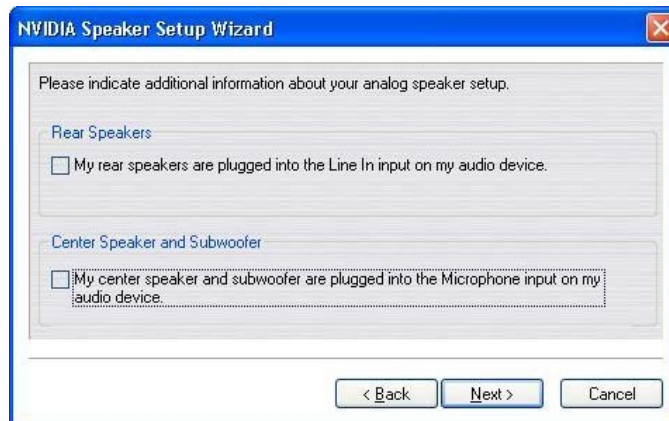 NVIDIA Speaker Setup Wizard
Please indicate additional information about your analog speaker setup.
Rear Speakers
My rear speakers are plugged into the Line In input on my audio device.
Center Speaker and Subwoofer
My center speaker and subwoofer are plugged into the Microphone input on my
audio device.
< Back Next > Cancel